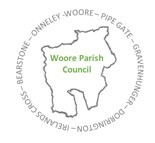 Woore Parish
Council
IRELANDS CROSS – BEARSTONE – ONNELEY -WOORE– PIPE GATE – GRAVENHUNGER– DORRINGTON–